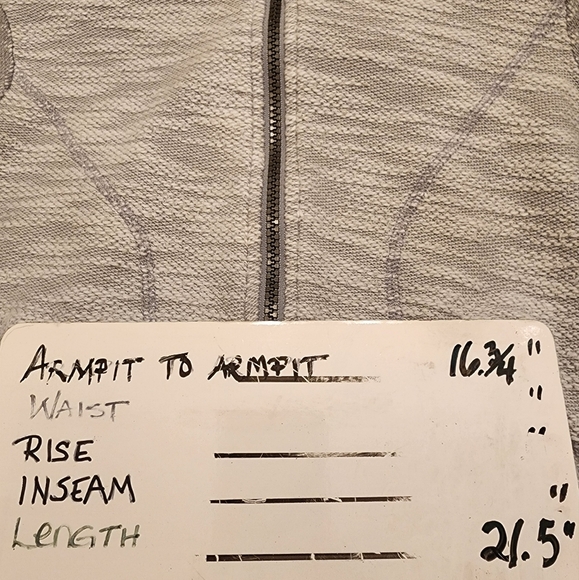 ARMPIT TO ARMPIT 16.3/4"
WAIST "
RISE "
INSEAM "
LENGTH 21.5"